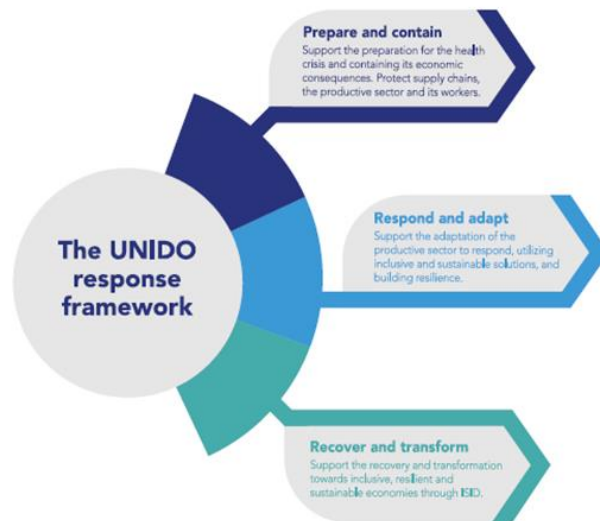 Prepare and contain
Support the preparation for the health
crisis and containing its economic
consequences. Protect supply chains,
the productive sector and its workers.
The UNIDO
response
framework
Respond and adapt
Support the adaptation of the
productive sector to respond, utilizing
inclusive and sustainable solutions, and
building resilience.
Recover and transform
Support the recovery and transformation
towards inclusive, resilient and
sustainable economies through ISID.